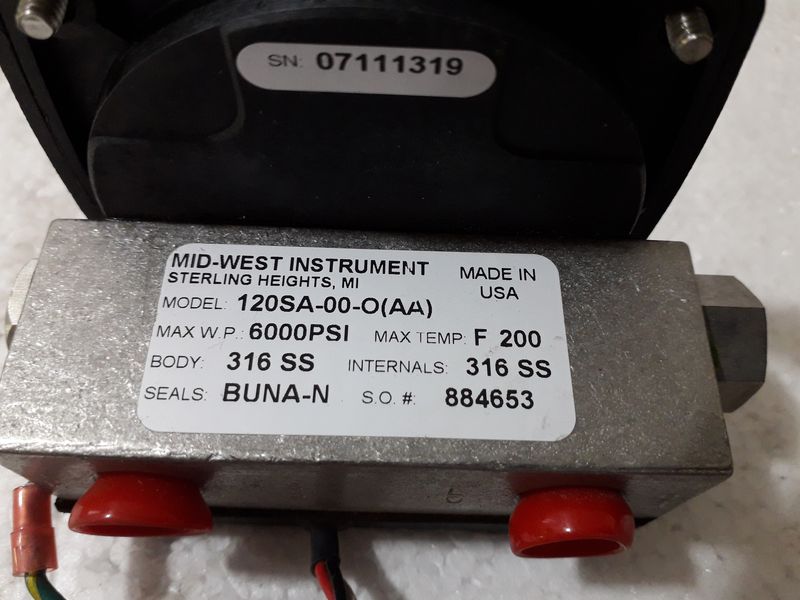 SN: 07111319
MID-WEST INSTRUMENT
STERLING HEIGHTS, MI
MADE IN
USA
MODEL: 120SA-00-O(AA)
MAX W.P.: 6000PSI MAX TEMP: F 200
BODY: 316 SS INTERNALS: 316 SS
SEALS: BUNA-N S.O. #: 884653